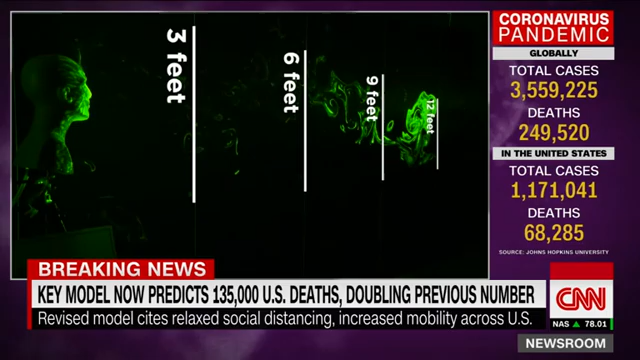 3 feet
6 feet
9 feet
12 feet
CORONAVIRUS
PANDEMIC
GLOBALLY
TOTAL CASES
3,559,225
DEATHS
249,520
IN THE UNITED STATES
TOTAL CASES
1,171,041
DEATHS
68,285
SOURCE: JOHNS HOPKINS UNIVERSITY
BREAKING NEWS
KEY MODEL NOW PREDICTS 135,000 U.S. DEATHS, DOUBLING PREVIOUS NUMBER
Revised model cites relaxed social distancing, increased mobility across U.S.
CNN
NAS ▲ 78.01
NEWSROOM